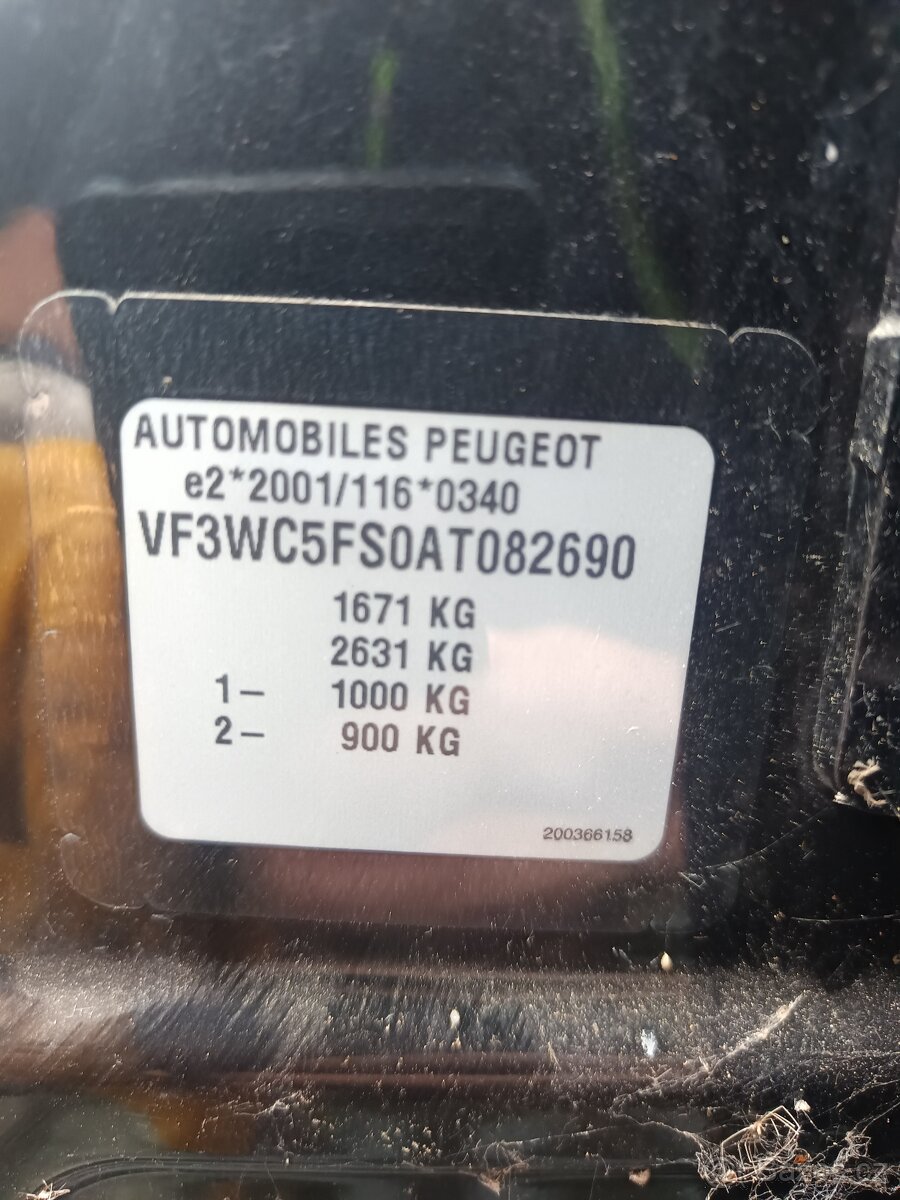 AUTOMOBILES PEUGEOT
e2*2001/116*0340
VF3WC5FS0AT082690
1671 KG
2631 KG
1– 1000 KG
2– 900 KG
200366158